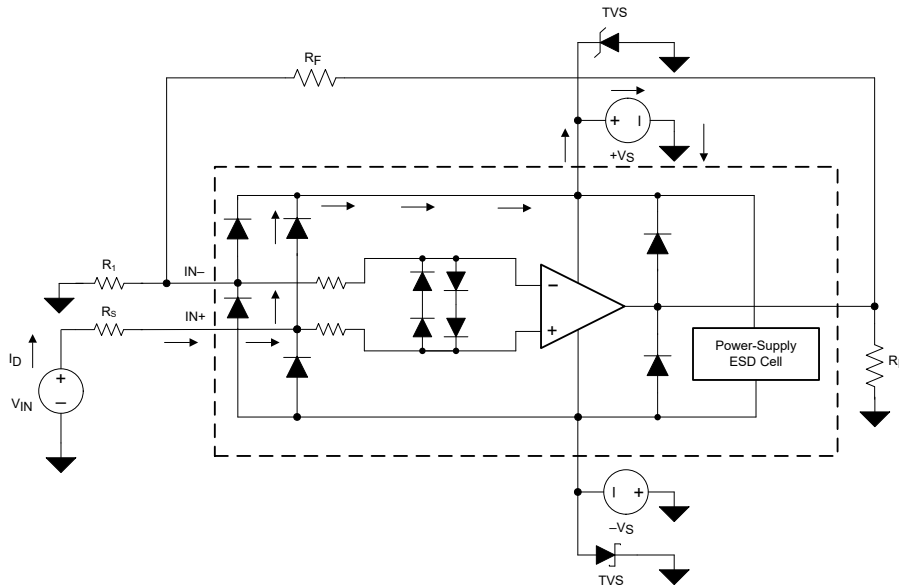 TVS
RF
+ I
+VS
R1
IN–
RS
IN+
ID
+
–
VIN
–
+
Power-Supply
ESD Cell
I +
–VS
TVS